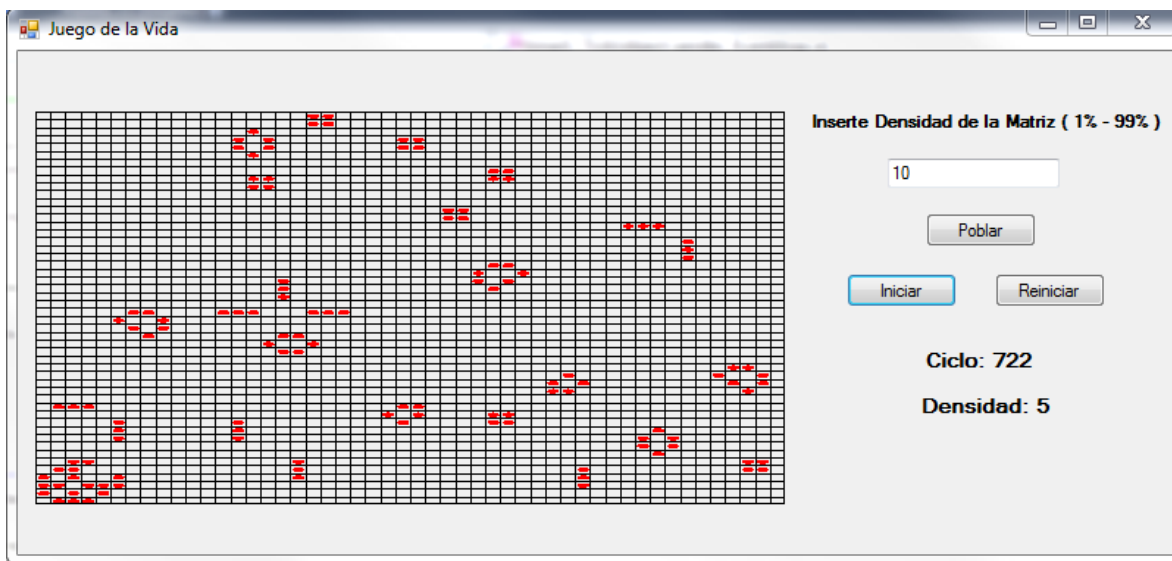 Juego de la Vida
Inserte Densidad de la Matriz ( 1% - 99% )
10
Poblar
Iniciar
Reiniciar
Ciclo: 722
Densidad: 5